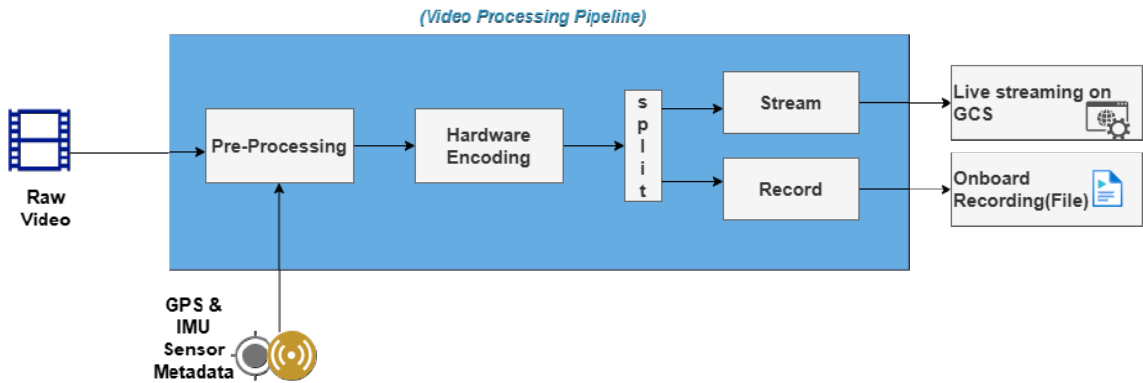 (Video Processing Pipeline)
Raw
Video
Pre-Processing
GPS &
IMU
Sensor
Metadata
Hardware
Encoding
s
p
l
i
t
Stream
Record
Live streaming on
GCS
Onboard
Recording(File)